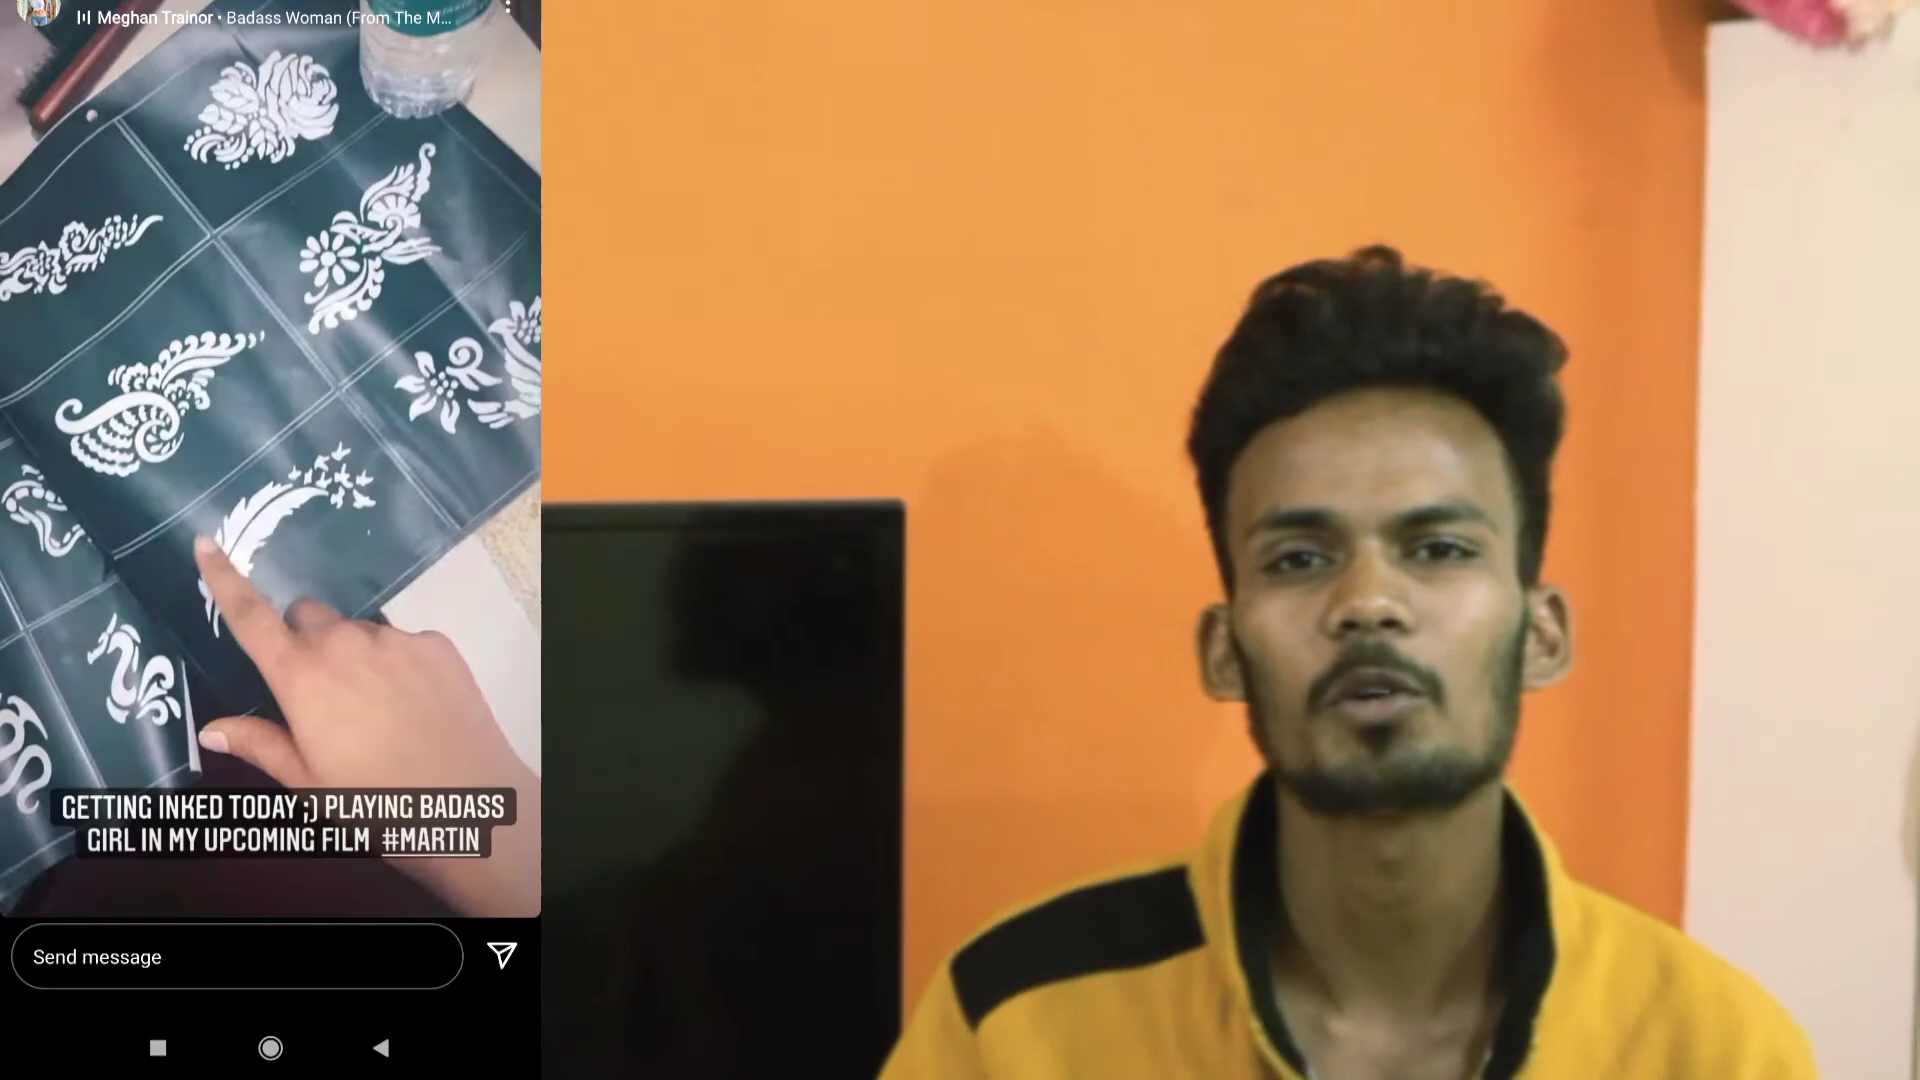 Meghan Trainor • Badass Woman (From The M...
GETTING INKED TODAY ;) PLAYING BADASS
GIRL IN MY UPCOMING FILM #MARTIN
Send message